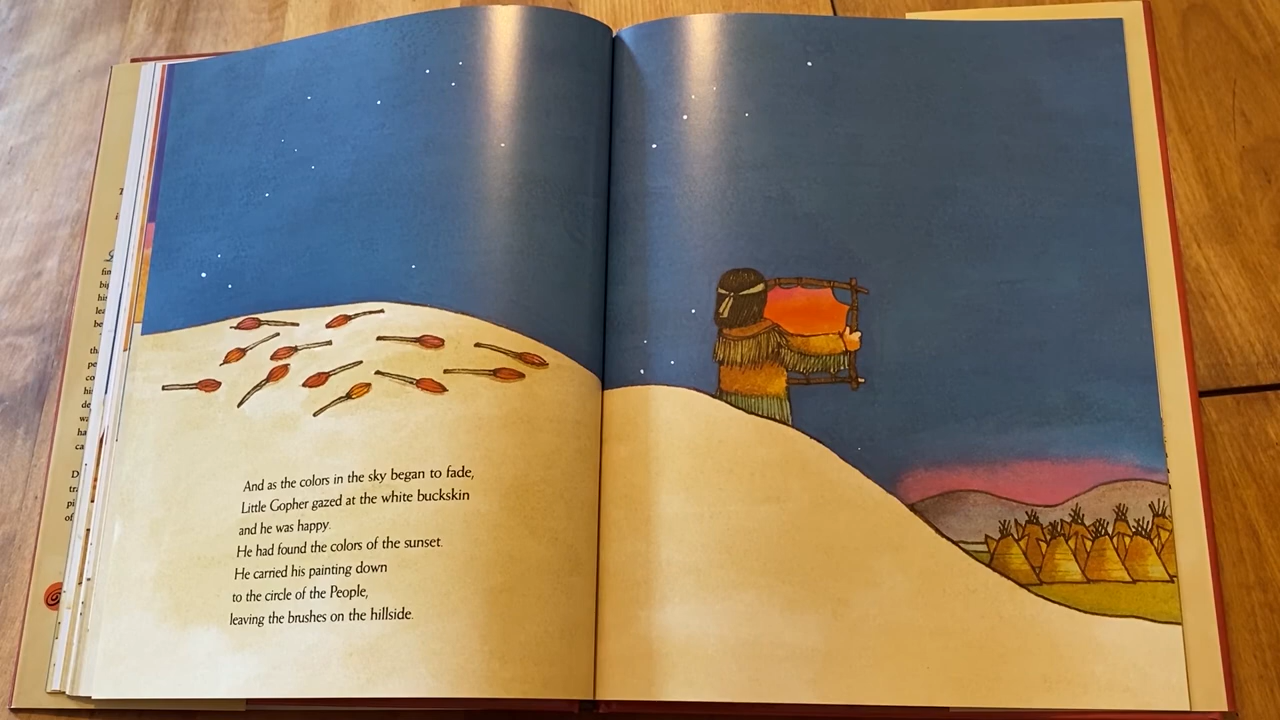 And as the colors in the sky began to fade,
Little Gopher gazed at the white buckskin
and he was happy.
He had found the colors of the sunset.
He carried his painting down
to the circle of the People,
leaving the brushes on the hillside.